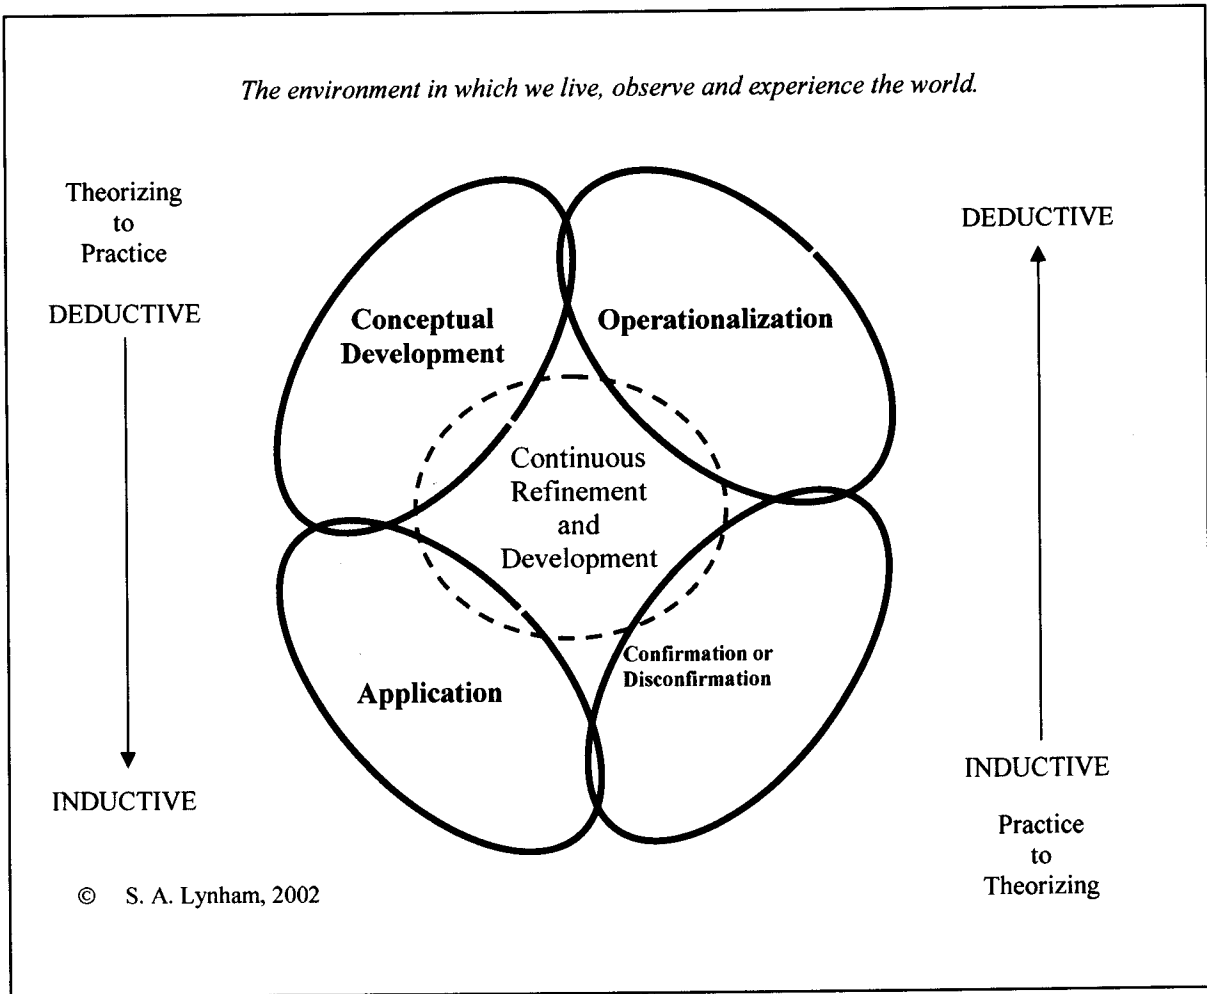 The environment in which we live, observe and experience the world.
Theorizing
to
Practice
DEDUCTIVE
INDUCTIVE
Conceptual
Development
Operationalization
Continuous
Refinement
and
Development
Application
Confirmation or
Disconfirmation
DEDUCTIVE
INDUCTIVE
Practice
to
Theorizing
© S. A. Lynham, 2002